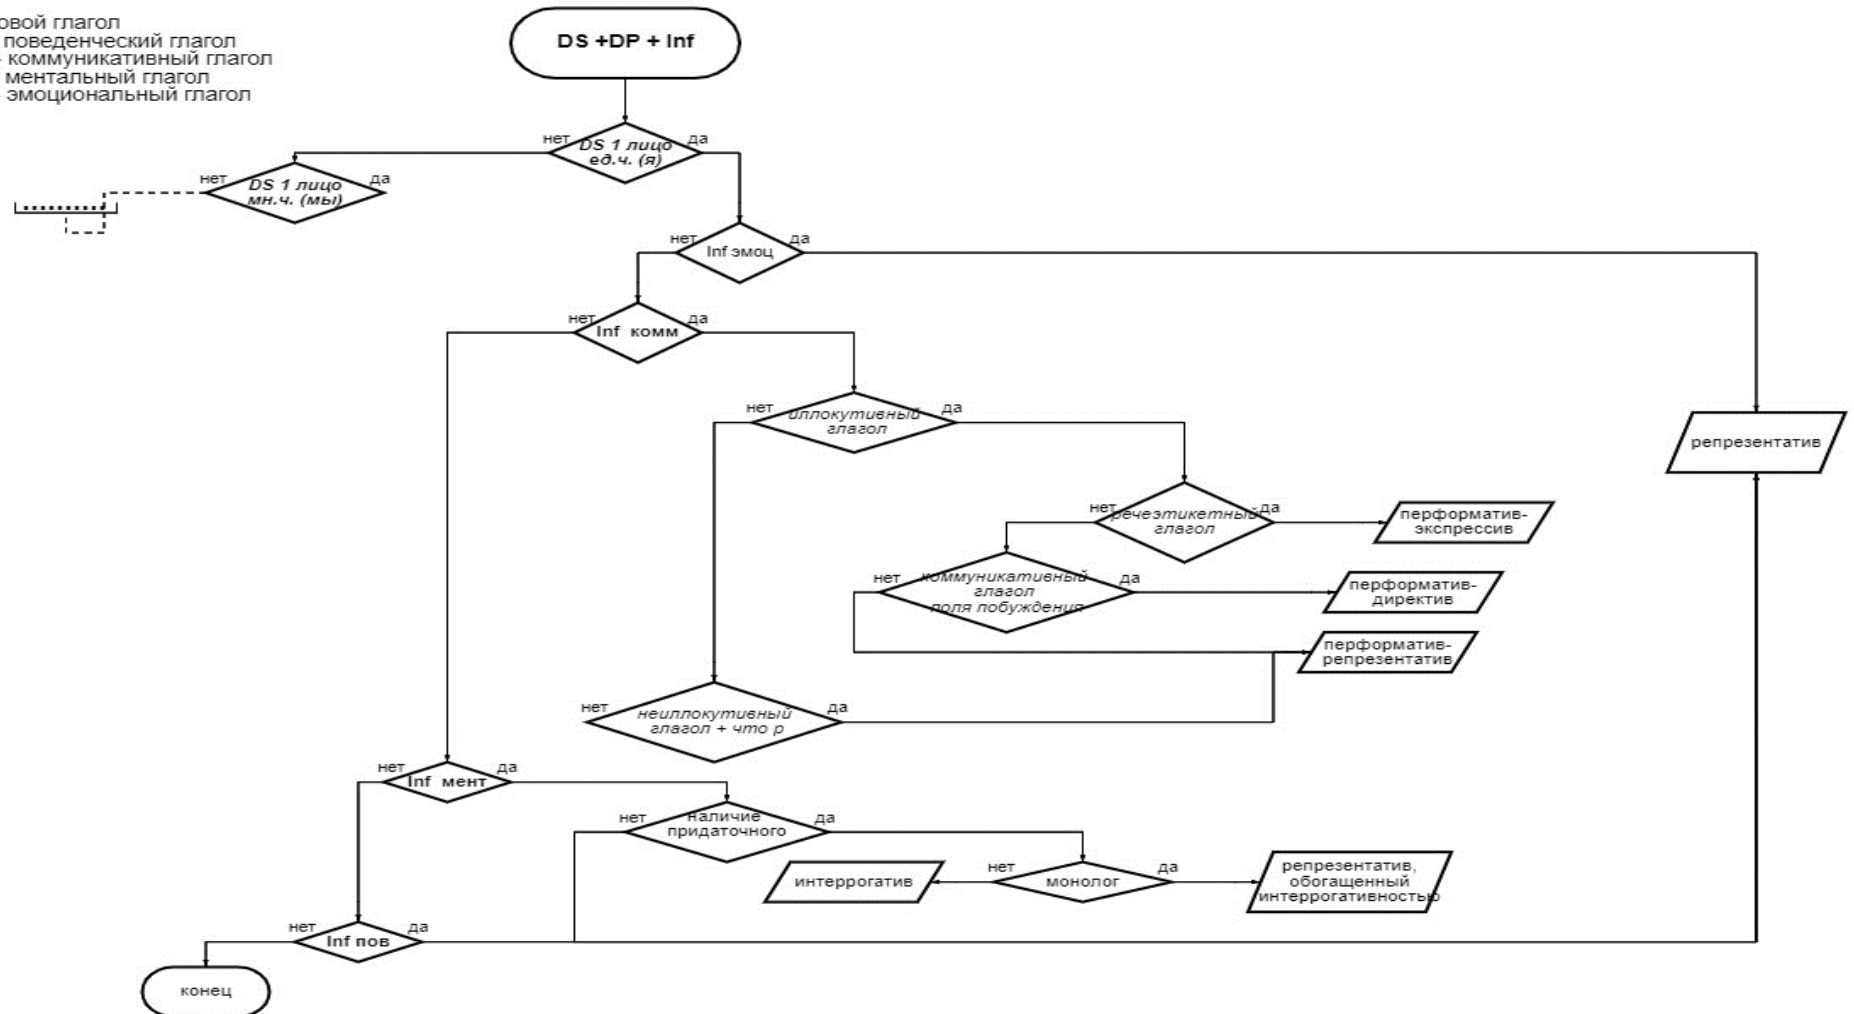 поведенческий глагол
коммуникативный глагол
ментальный глагол
эмоциональный глагол
глагол
DS +DP + Inf
нет
да
DS 1 лицо
ед.ч. (я)
нет
да
DS 1 лицо
мн.ч. (мы)
нет
да
Inf эмоц
нет
да
Inf комм
нет
да
иллокутивный
глагол
репрезентатив
нет
да
речеэтикетный
глагол
перформатив-
экспрессив
нет
да
коммуникативный
глагол
поля побуждения
перформатив-
директив
перформатив-
репрезентатив
нет
да
неиллокутивный
глагол + что р
нет
да
Inf мент
нет
да
наличие
придаточного
интеррогатив
нет
да
монолог
репрезентатив,
обогащенный
интеррогативностью
нет
да
Inf пов
конец